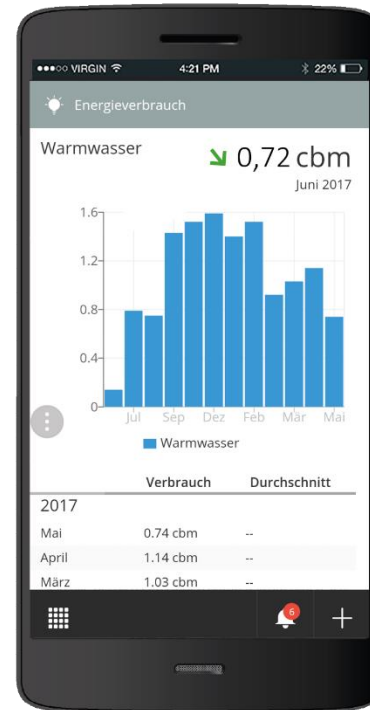 VIRGIN 4:21 PM 22%
Energieverbrauch
Warmwasser 0,72 cbm
Juni 2017
1.6
1.2
0.8
0.4
0
Jul Sep Dez Feb Mär Mai
Warmwasser
Verbrauch Durchschnitt
2017
Mai 0.74 cbm --
April 1.14 cbm --
März 1.03 cbm --
6